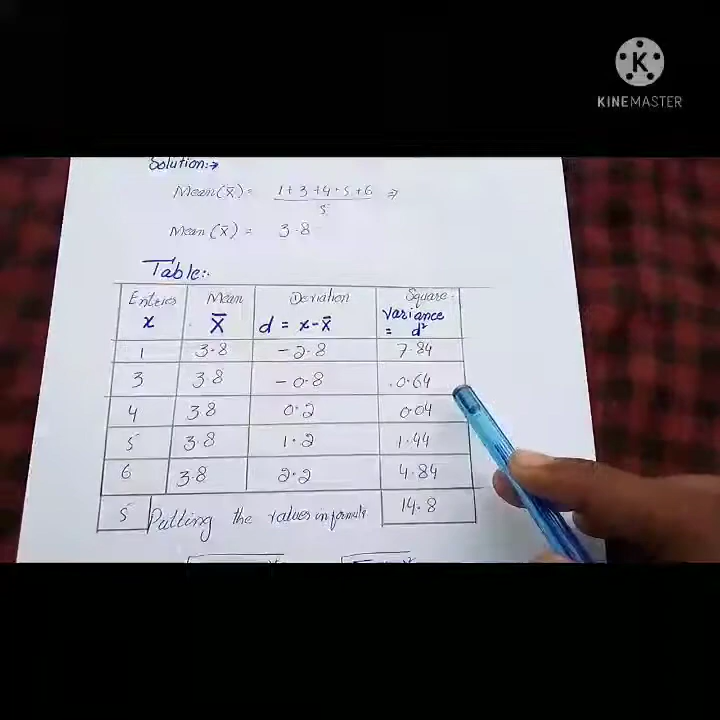 K
KINEMASTER
Solution:→
Mean(x̄) = 1+3+4+5+6 ⇒
5
Mean (x̄) = 3.8
Table:-
Entries Mean Deviation Square.
x X̄ d = x-x̄ Variance = d²
1 3.8 -2.8 7.84
3 3.8 -0.8 0.64
4 3.8 0.2 0.04
5 3.8 1.2 1.44
6 3.8 2.2 4.84
5 Putting the values in formula 14.8